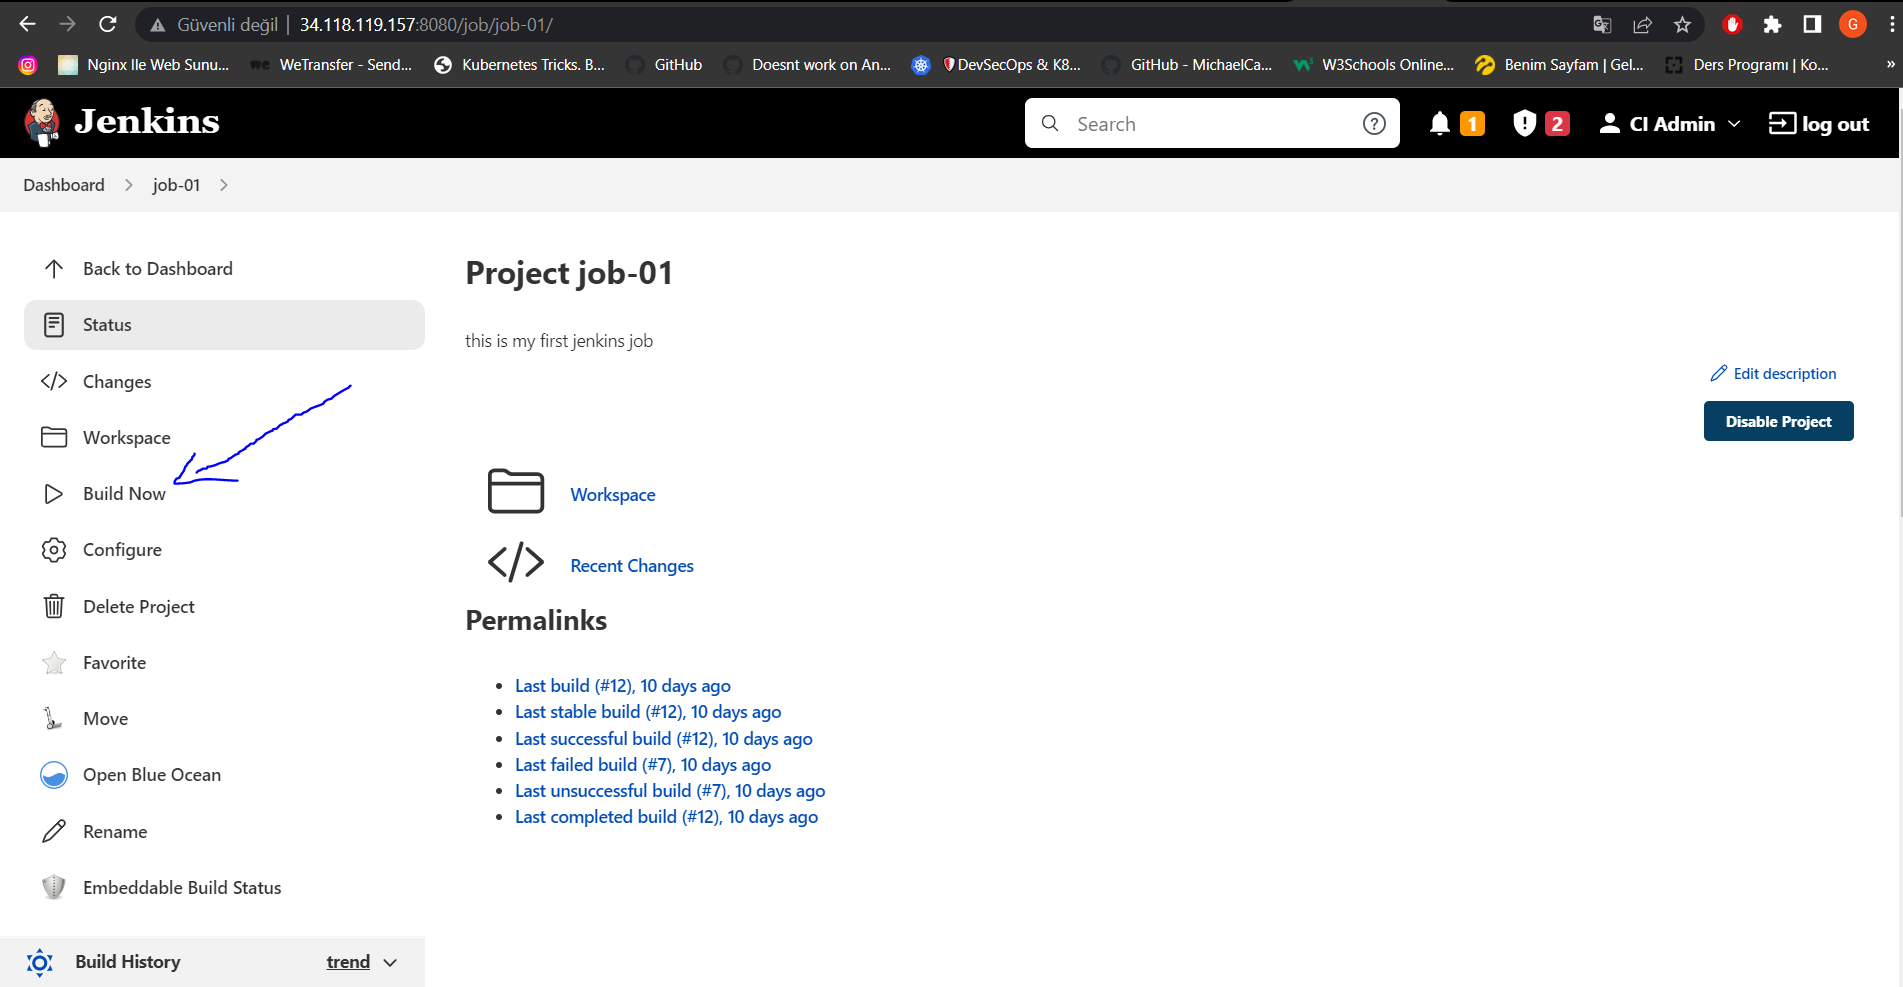 Güvenli değil | 34.118.119.157:8080/job/job-01/
G
Nginx Ile Web Sunu... WeTransfer - Send... Kubernetes Tricks. B... GitHub Doesnt work on An... DevSecOps & K8... GitHub - MichaelCa... W3Schools Online... Benim Sayfam | Gel... Ders Programı | Ko... »
Jenkins Search 1 2 CI Admin log out
Dashboard > job-01 >
Back to Dashboard
Status
Changes
Workspace
Build Now
Configure
Delete Project
Favorite
Move
Open Blue Ocean
Rename
Embeddable Build Status
Build History trend
Project job-01
this is my first jenkins job
Edit description
Disable Project
Workspace
Recent Changes
Permalinks
Last build (#12), 10 days ago
Last stable build (#12), 10 days ago
Last successful build (#12), 10 days ago
Last failed build (#7), 10 days ago
Last unsuccessful build (#7), 10 days ago
Last completed build (#12), 10 days ago